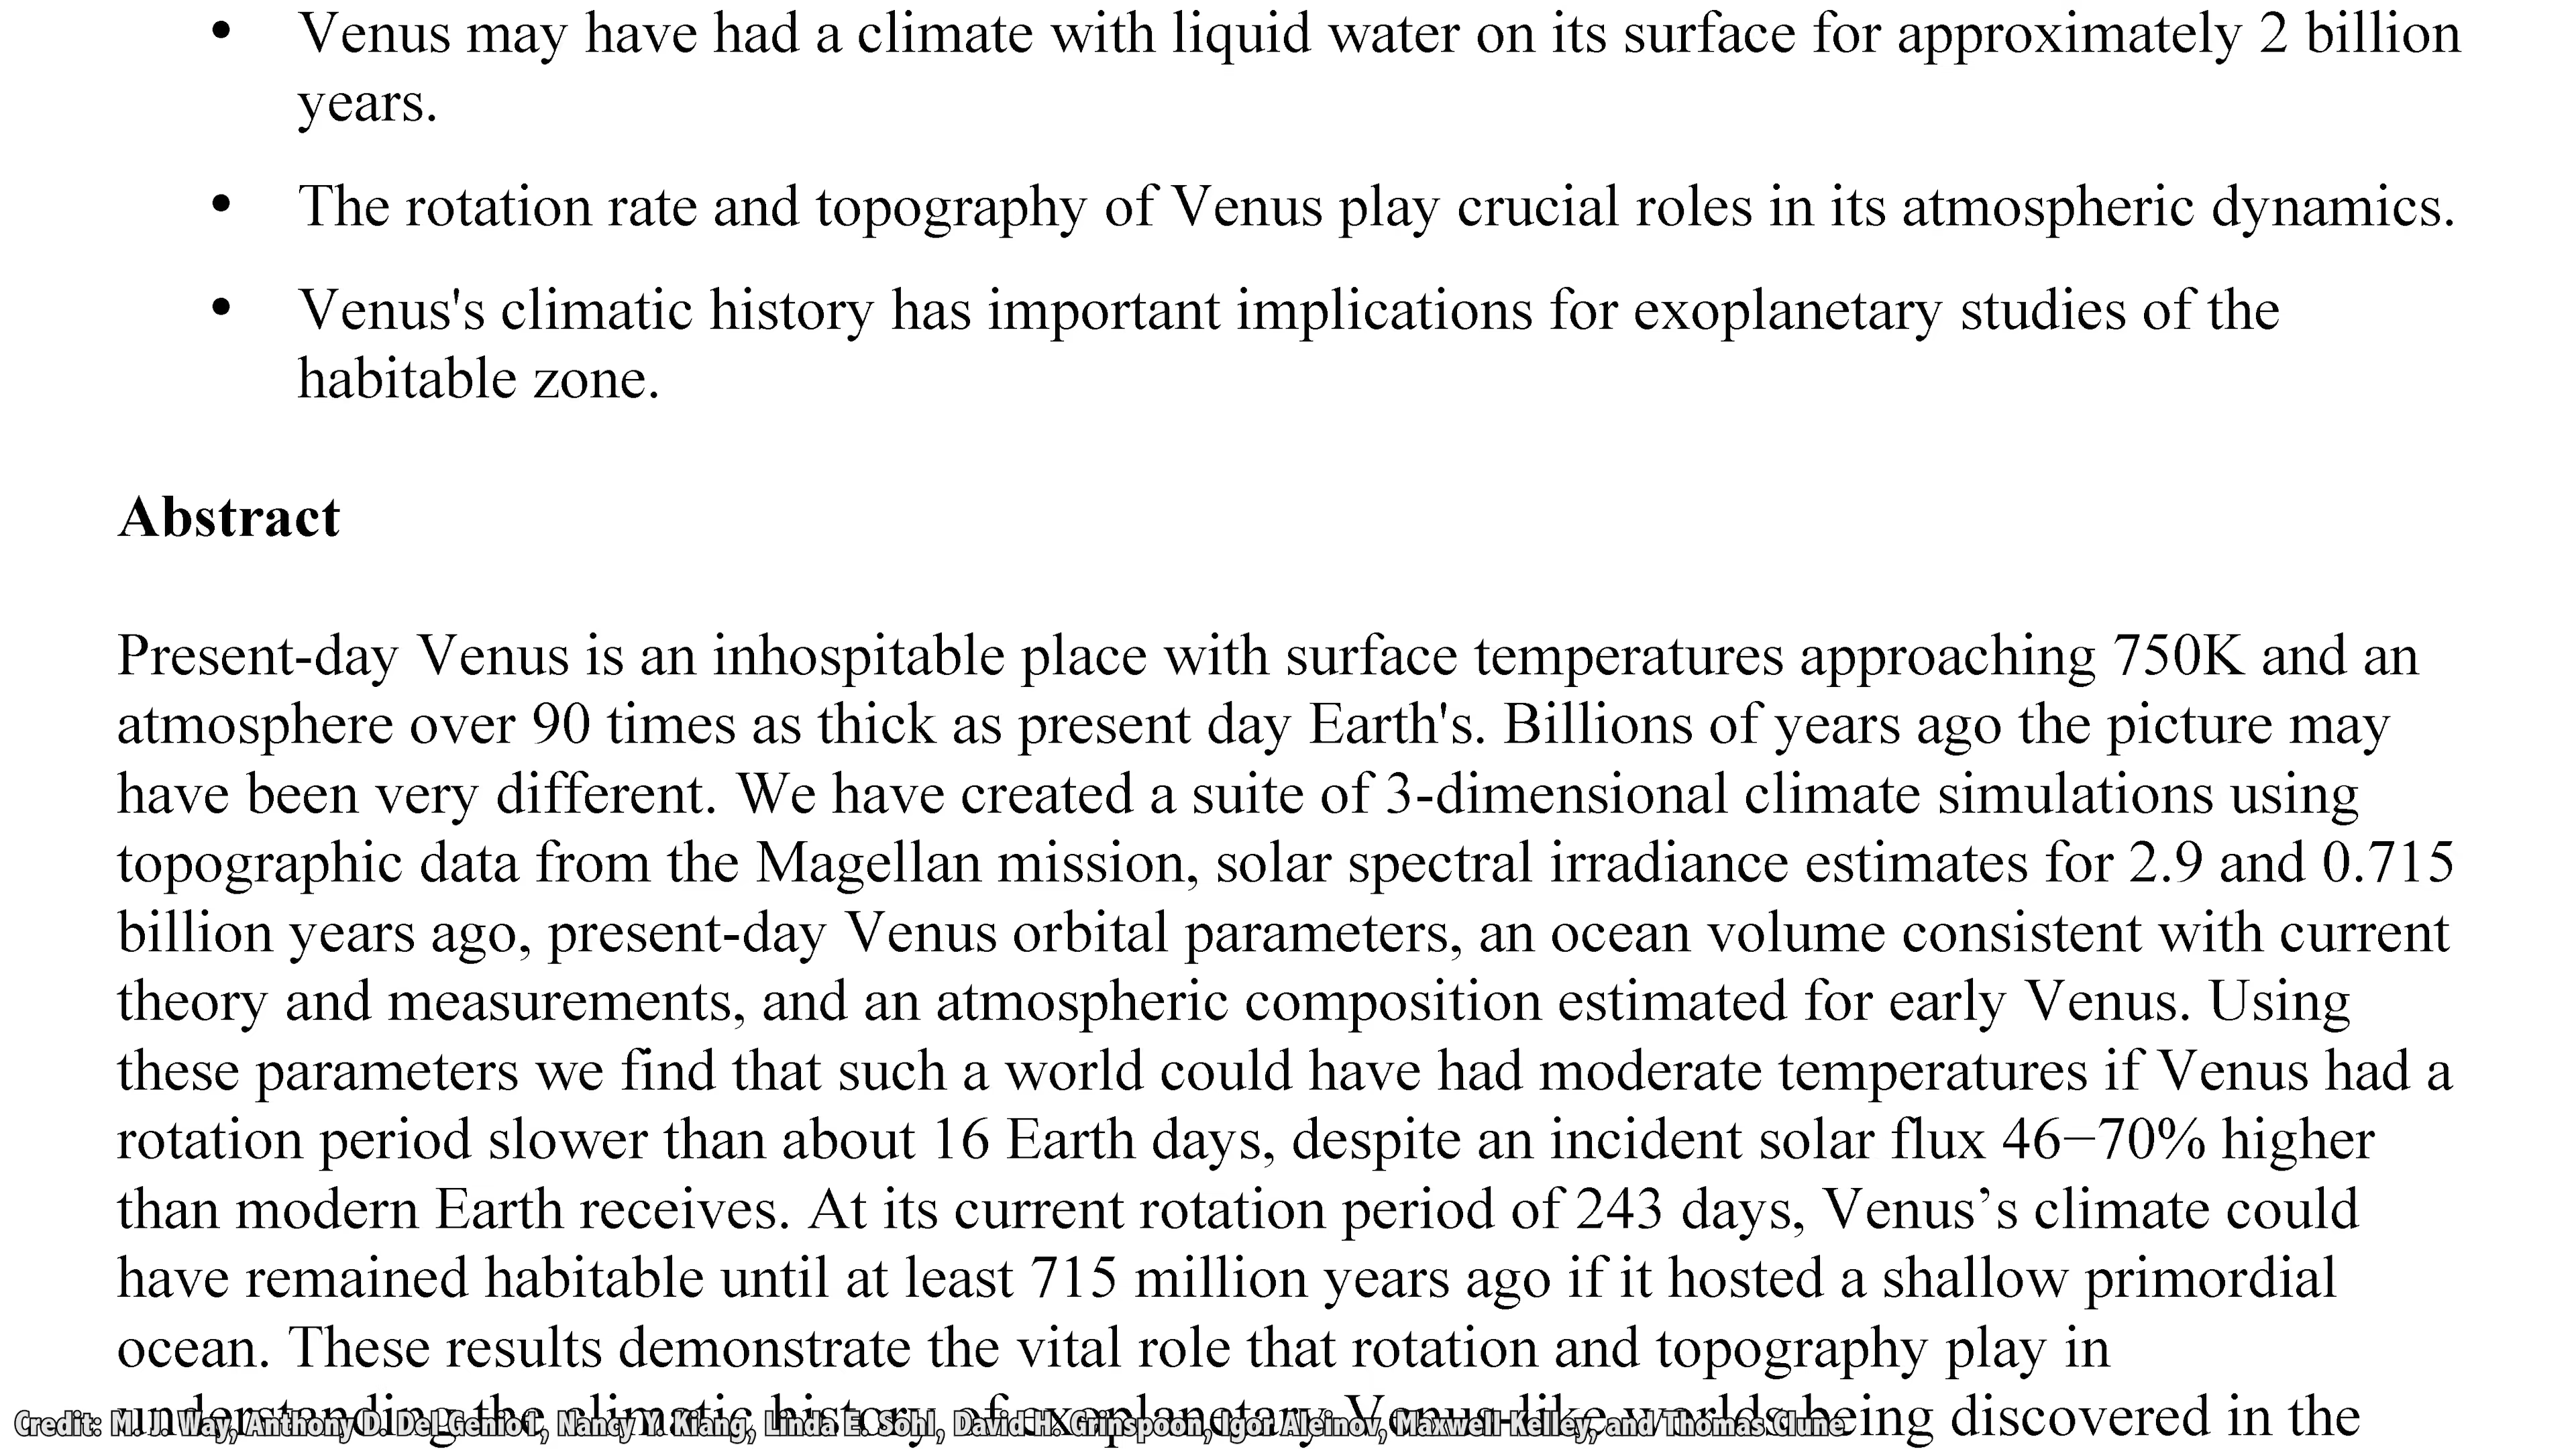 • Venus may have had a climate with liquid water on its surface for approximately 2 billion
years.
• The rotation rate and topography of Venus play crucial roles in its atmospheric dynamics.
• Venus's climatic history has important implications for exoplanetary studies of the
habitable zone.
Abstract
Present-day Venus is an inhospitable place with surface temperatures approaching 750K and an
atmosphere over 90 times as thick as present day Earth's. Billions of years ago the picture may
have been very different. We have created a suite of 3-dimensional climate simulations using
topographic data from the Magellan mission, solar spectral irradiance estimates for 2.9 and 0.715
billion years ago, present-day Venus orbital parameters, an ocean volume consistent with current
theory and measurements, and an atmospheric composition estimated for early Venus. Using
these parameters we find that such a world could have had moderate temperatures if Venus had a
rotation period slower than about 16 Earth days, despite an incident solar flux 46−70% higher
than modern Earth receives. At its current rotation period of 243 days, Venus’s climate could
have remained habitable until at least 715 million years ago if it hosted a shallow primordial
ocean. These results demonstrate the vital role that rotation and topography play in
understanding the climatic history of exoplanetary Venus-like worlds being discovered in the
Credit: M. J. Way, Anthony D. Del Genio, Nancy Y. Kiang, Linda E. Sohl, David H. Grinspoon, Igor Aleinov, Maxwell Kelley, and Thomas Clune